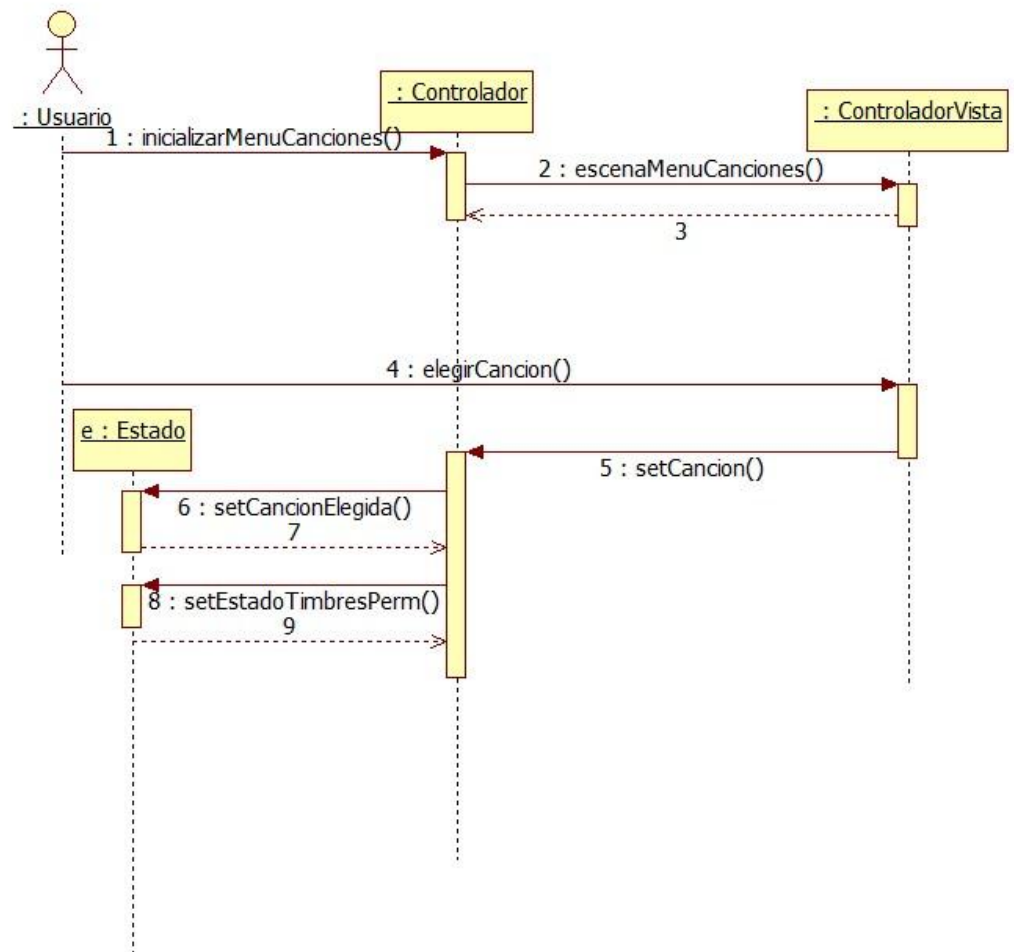 : Usuario
: Controlador
: ControladorVista
1 : inicializarMenuCanciones()
2 : escenaMenuCanciones()
3
4 : elegirCancion()
e : Estado
5 : setCancion()
6 : setCancionElegida()
7
8 : setEstadoTimbresPerm()
9